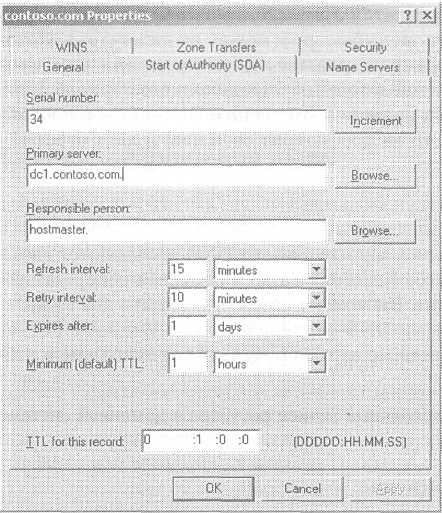 contoso.com Properties ? X
WINS Zone Transfers Security
General Start of Authority (SOA) Name Servers
Serial number:
34 Increment
Primary server:
dc1.contoso.com. Browse...
Responsible person:
hostmaster. Browse...
Refresh interval: 15 minutes
Retry interval: 10 minutes
Expires after: 1 days
Minimum (default) TTL: 1 hours
TTL for this record: 0 :1 :0 :0 (DDDDD:HH.MM.SS)
OK Cancel Apply